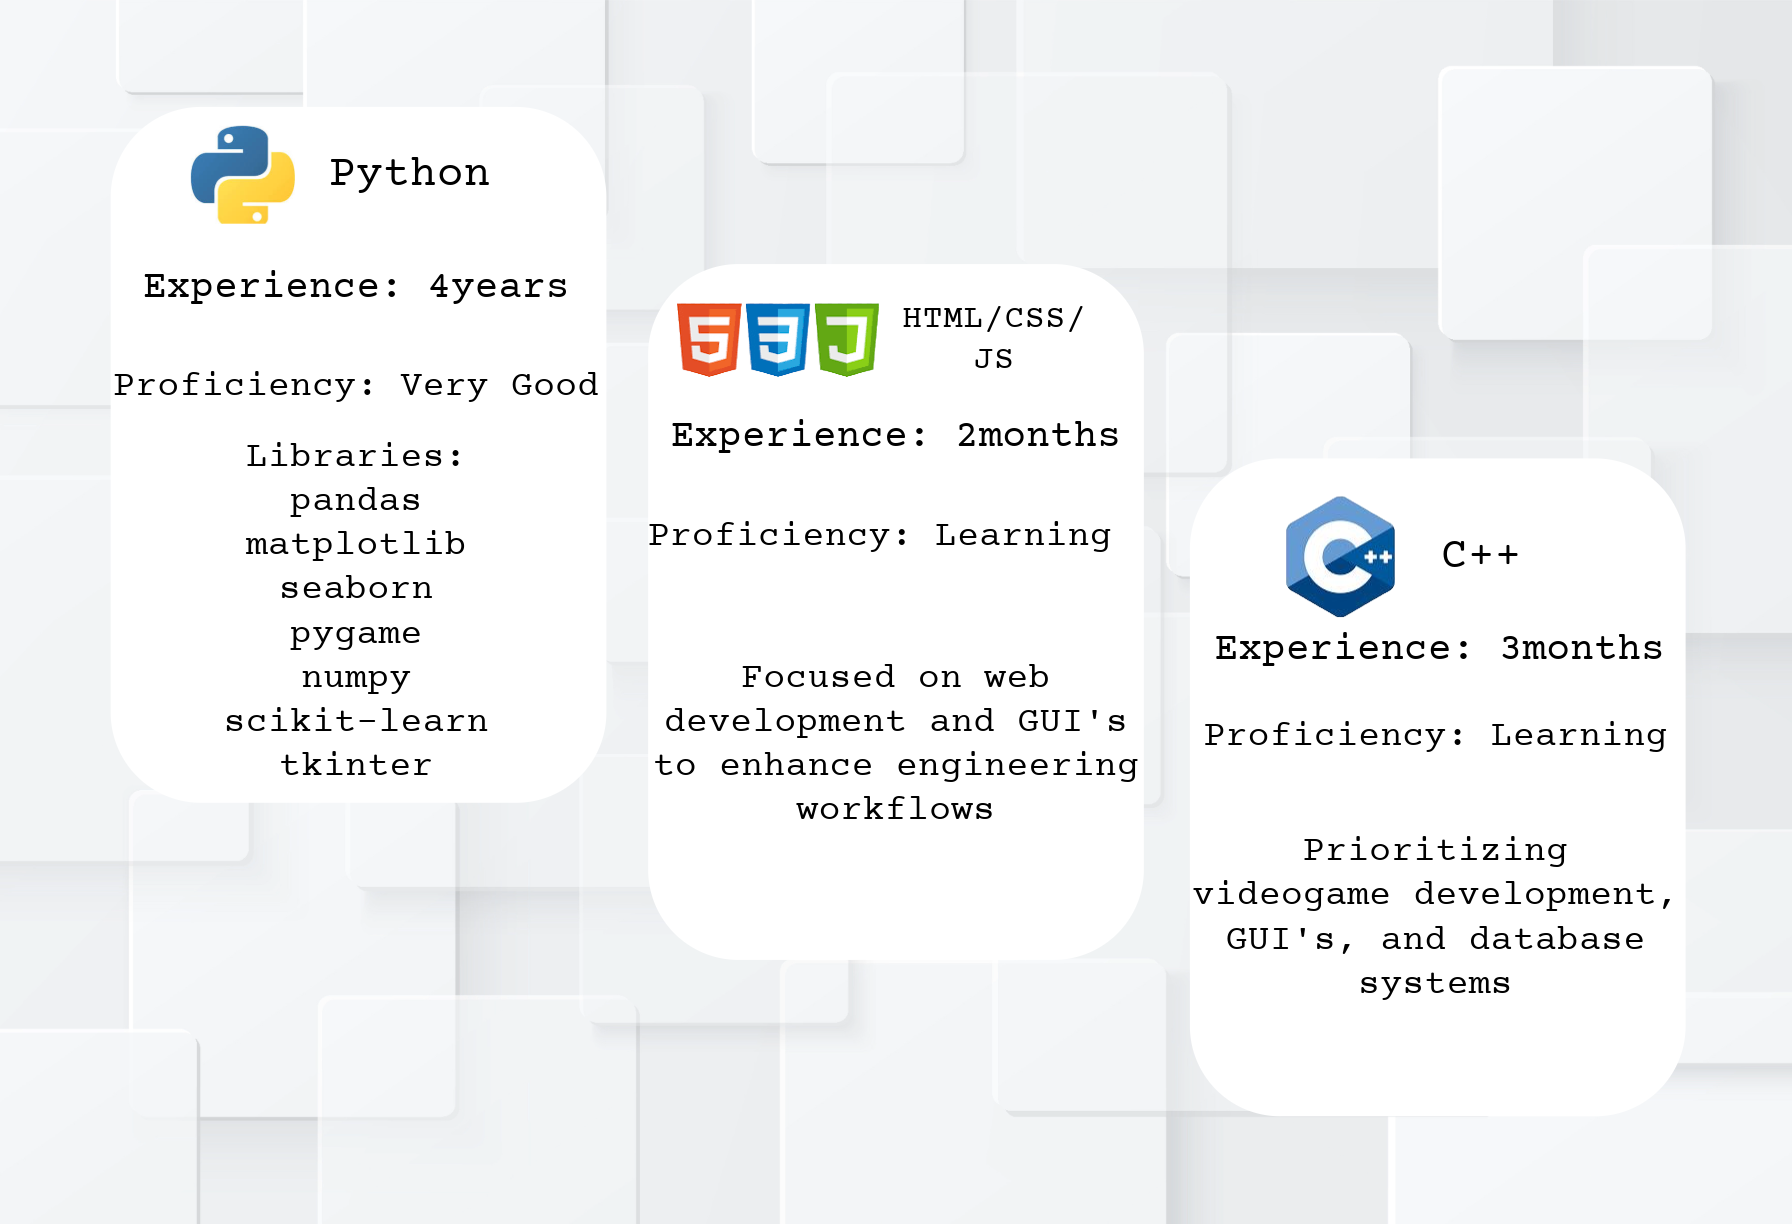 Python
Experience: 4years
Proficiency: Very Good
Libraries:
pandas
matplotlib
seaborn
pygame
numpy
scikit-learn
tkinter
HTML/CSS/
JS
Experience: 2months
Proficiency: Learning
Focused on web
development and GUI's
to enhance engineering
workflows
C++
Experience: 3months
Proficiency: Learning
Prioritizing
videogame development,
GUI's, and database
systems